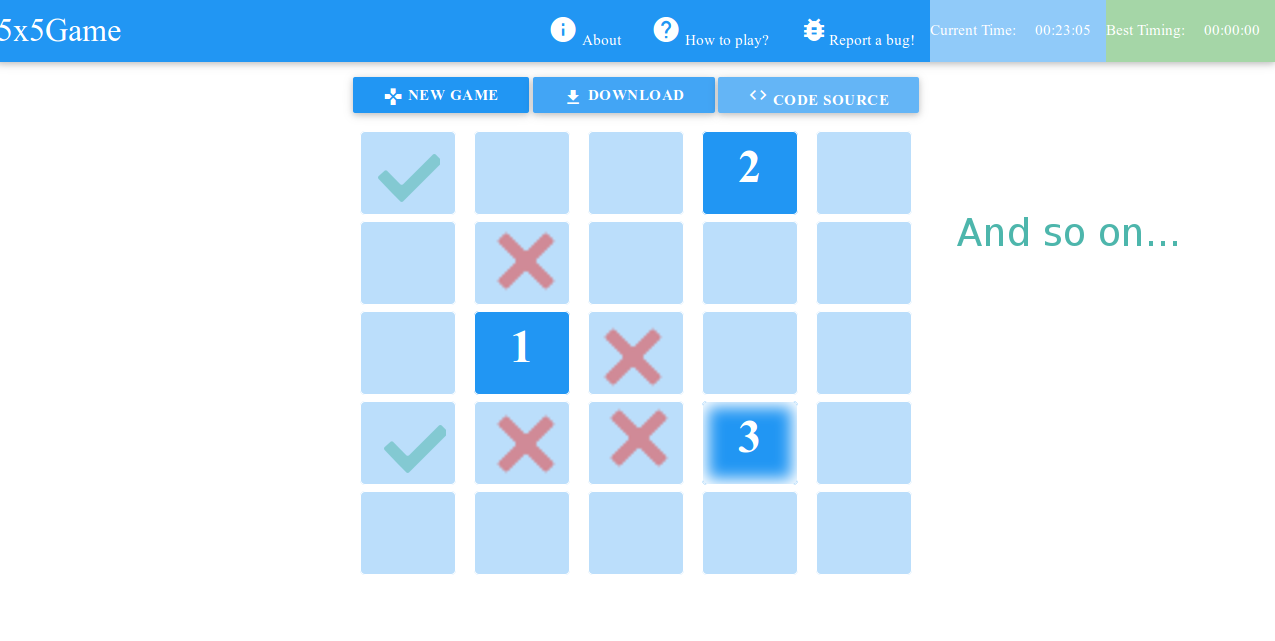 5x5Game About How to play? Report a bug! Current Time: 00:23:05 Best Timing: 00:00:00
NEW GAME DOWNLOAD CODE SOURCE
2
And so on...
1
3